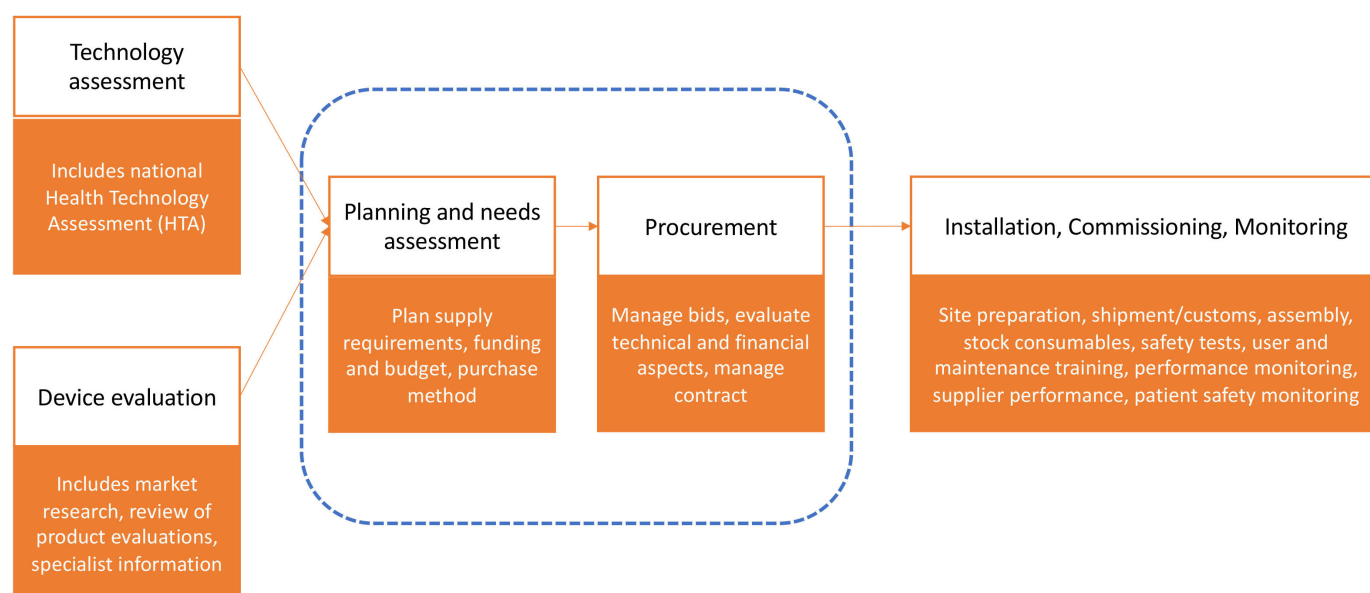 Technology
assessment
Includes national
Health Technology
Assessment (HTA)
Device evaluation
Includes market
research, review of
product evaluations,
specialist information
Planning and needs
assessment
Plan supply
requirements, funding
and budget, purchase
method
Procurement
Manage bids, evaluate
technical and financial
aspects, manage
contract
Installation, Commissioning, Monitoring
Site preparation, shipment/customs, assembly,
stock consumables, safety tests, user and
maintenance training, performance monitoring,
supplier performance, patient safety monitoring